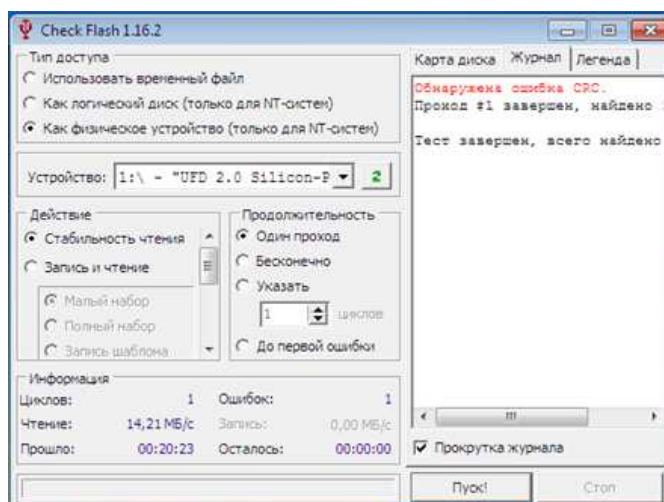 Check Flash 1.16.2
Тип доступа
Использовать временный файл
Как логический диск (только для NT-систем)
Как физическое устройство (только для NT-систем)
Устройство: 1:\ - "UFD 2.0 Silicon-P
Действие
Стабильность чтения
Запись и чтение
Малый набор
Полный набор
Запись шаблона
Продолжительность
Один проход
Бесконечно
Указать
1 циклов
До первой ошибки
Информация
Циклов: 1 Ошибок: 1
Чтение: 14,21 МБ/с Запись: 0,00 МБ/с
Прошло: 00:20:23 Осталось: 00:00:00
Карта диска Журнал Легенда
Обнаружена ошибка CRC.
Проход #1 завершен, найдено
Тест завершен, всего найдено
Прокрутка журнала
Пуск! Стоп